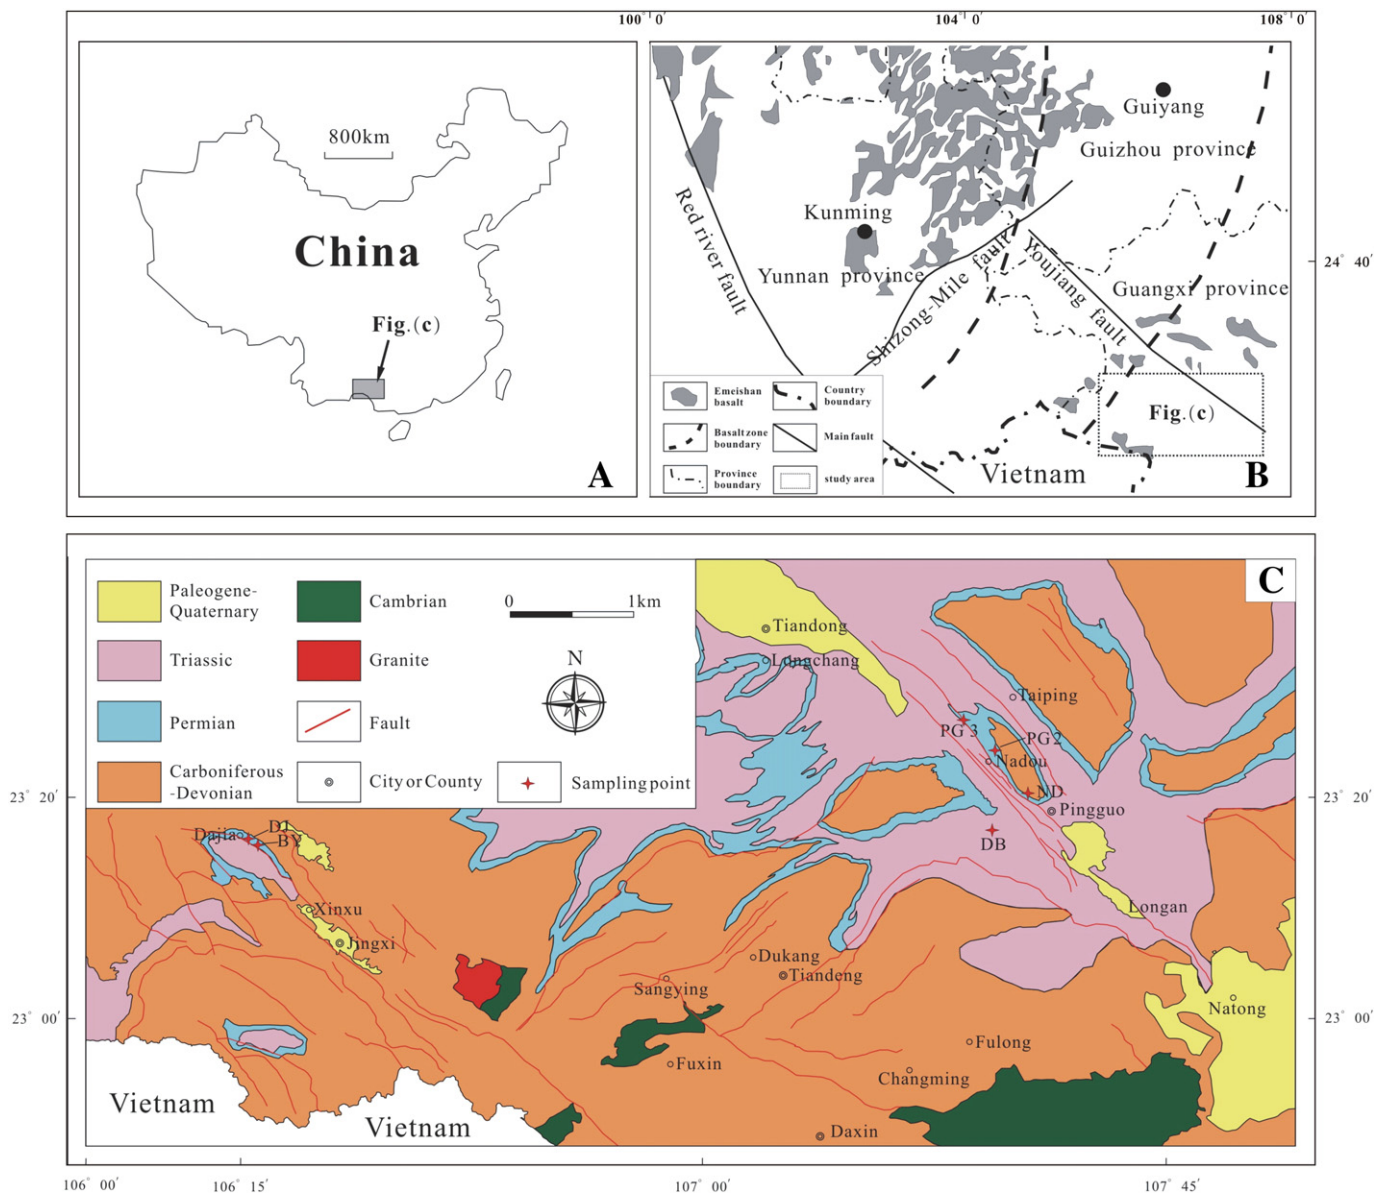 100° 0′
104° 0′
108° 0′
800km
China
Fig.(c)
A
Guiyang
Guizhou province
Kunming
Yunnan province
Red river fault
Shizong-Mile fault
Youjiang fault
Guangxi province
24° 40′
Emeishan
basalt
Country
boundary
Basalt zone
boundary
Main fault
Province
boundary
study area
Fig.(c)
Vietnam
B
C
Paleogene-
Quaternary
Cambrian
0
1km
Triassic
Granite
N
Permian
Fault
Carboniferous
-Devonian
City or County
Sampling point
Tiandong
Longchang
Taiping
PG 3
PG2
Nadou
ND
Pingguo
DB
23° 20′
23° 20′
Dajia
DJ
BY
Xinxu
Jingxi
Longan
Dukang
Tiandeng
Sangying
Natong
23° 00′
23° 00′
Fulong
Fuxin
Changming
Vietnam
Vietnam
Daxin
106° 00′
106° 15′
107° 00′
107° 45′